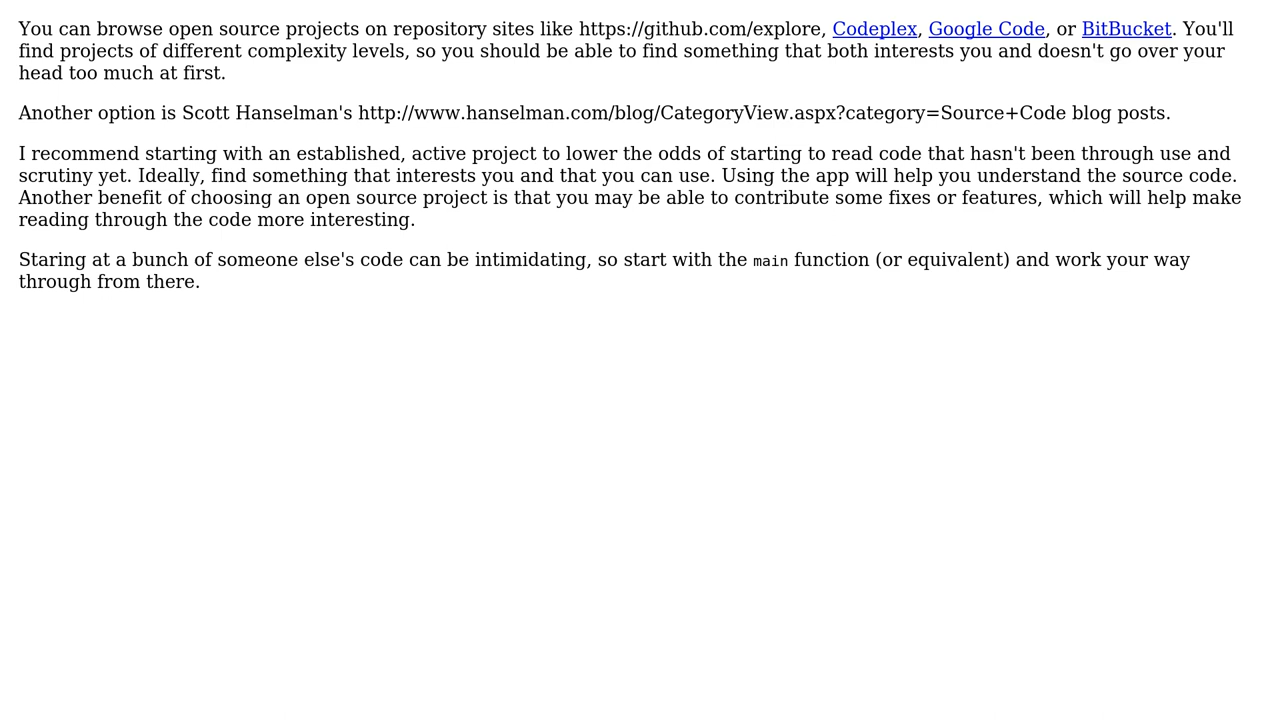 You can browse open source projects on repository sites like https://github.com/explore, Codeplex, Google Code, or BitBucket. You'll
find projects of different complexity levels, so you should be able to find something that both interests you and doesn't go over your
head too much at first.
Another option is Scott Hanselman's http://www.hanselman.com/blog/CategoryView.aspx?category=Source+Code blog posts.
I recommend starting with an established, active project to lower the odds of starting to read code that hasn't been through use and
scrutiny yet. Ideally, find something that interests you and that you can use. Using the app will help you understand the source code.
Another benefit of choosing an open source project is that you may be able to contribute some fixes or features, which will help make
reading through the code more interesting.
Staring at a bunch of someone else's code can be intimidating, so start with the main function (or equivalent) and work your way
through from there.